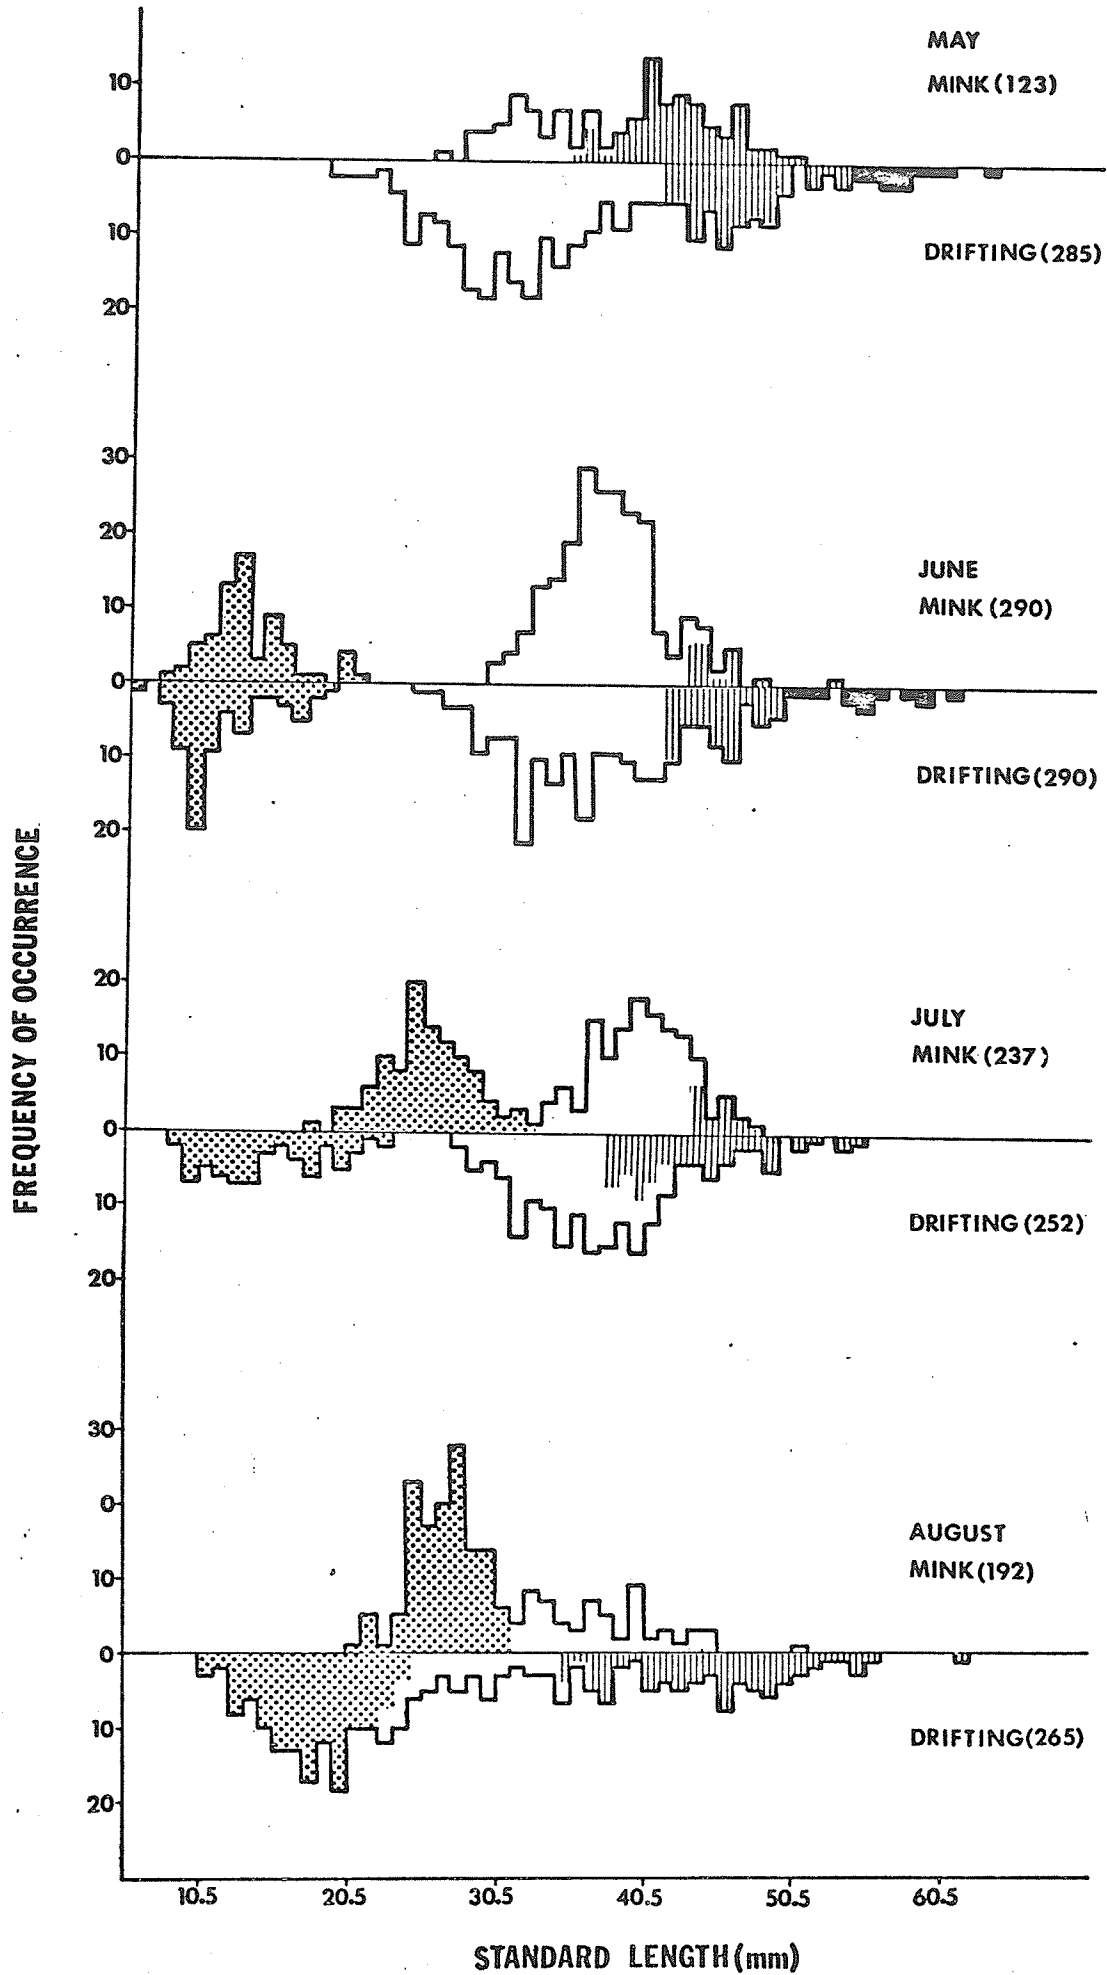 MAY
MINK (123)
10
0
10
20
DRIFTING (285)
30
20
10
0
10
20
JUNE
MINK (290)
DRIFTING (290)
20
10
0
10
20
JULY
MINK (237)
DRIFTING (252)
30
0
10
0
10
20
AUGUST
MINK (192)
DRIFTING (265)
FREQUENCY OF OCCURRENCE
10.5 20.5 30.5 40.5 50.5 60.5
STANDARD LENGTH (mm)